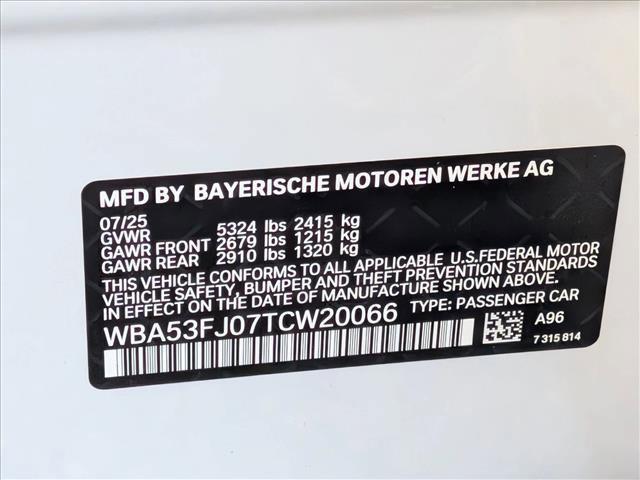 MFD BY BAYERISCHE MOTOREN WERKE AG
07/25
GVWR 5324 lbs 2415 kg
GAWR FRONT 2679 lbs 1215 kg
GAWR REAR 2910 lbs 1320 kg
THIS VEHICLE CONFORMS TO ALL APPLICABLE U.S.FEDERAL MOTOR
VEHICLE SAFETY, BUMPER AND THEFT PREVENTION STANDARDS
IN EFFECT ON THE DATE OF MANUFACTURE SHOWN ABOVE.
WBA53FJ07TCW20066 TYPE: PASSENGER CAR
A96
7 315 814